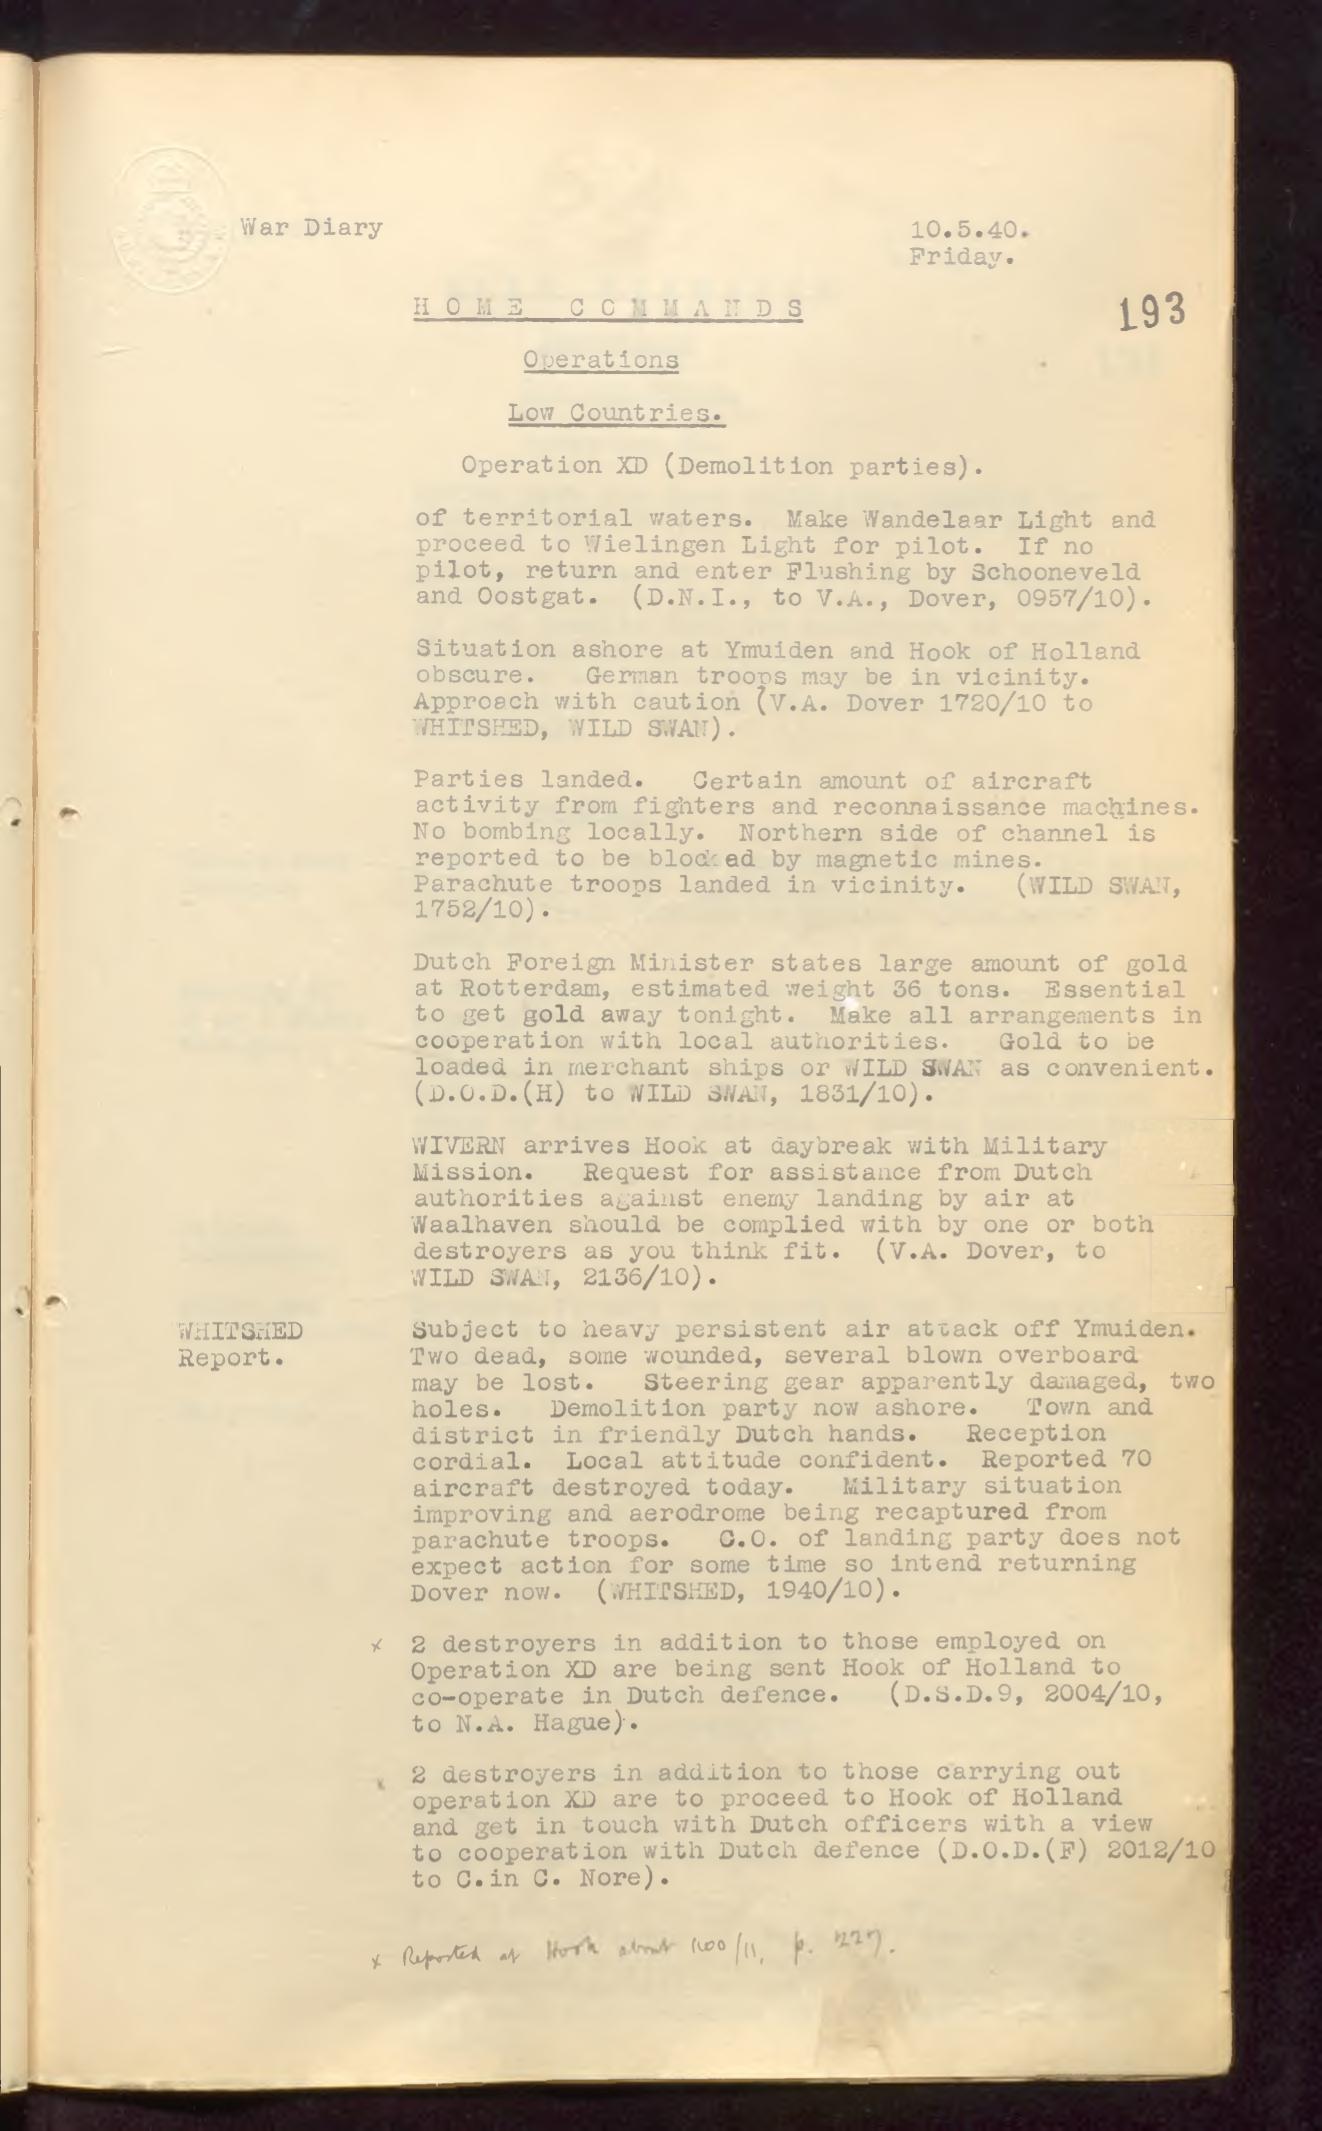 War Diary
10.5.40.
Friday.
HOME COMMANDS
193
Operations
Low Countries.
Operation XD (Demolition parties).
of territorial waters. Make Wandelaar Light and
proceed to Wielingen Light for pilot. If no
pilot, return and enter Flushing by Schooneveld
and Oostgat. (D.N.I., to V.A., Dover, 0957/10).
Situation ashore at Ymuiden and Hook of Holland
obscure. German troops may be in vicinity.
Approach with caution (V.A. Dover 1720/10 to
WHITSHED, WILD SWAN).
Parties landed. Certain amount of aircraft
activity from fighters and reconnaissance machines.
No bombing locally. Northern side of channel is
reported to be blocked by magnetic mines.
Parachute troops landed in vicinity. (WILD SWAN,
1752/10).
Dutch Foreign Minister states large amount of gold
at Rotterdam, estimated weight 36 tons. Essential
to get gold away tonight. Make all arrangements in
cooperation with local authorities. Gold to be
loaded in merchant ships or WILD SWAN as convenient.
(D.O.D.(H) to WILD SWAN, 1831/10).
WIVERN arrives Hook at daybreak with Military
Mission. Request for assistance from Dutch
authorities against enemy landing by air at
Waalhaven should be complied with by one or both
destroyers as you think fit. (V.A. Dover, to
WILD SWAN, 2136/10).
WHITSHED
Report.
Subject to heavy persistent air attack off Ymuiden.
Two dead, some wounded, several blown overboard
may be lost. Steering gear apparently damaged, two
holes. Demolition party now ashore. Town and
district in friendly Dutch hands. Reception
cordial. Local attitude confident. Reported 70
aircraft destroyed today. Military situation
improving and aerodrome being recaptured from
parachute troops. C.O. of landing party does not
expect action for some time so intend returning
Dover now. (WHITSHED, 1940/10).
x 2 destroyers in addition to those employed on
Operation XD are being sent Hook of Holland to
co-operate in Dutch defence. (D.S.D.9, 2004/10,
to N.A. Hague).
x 2 destroyers in addition to those carrying out
operation XD are to proceed to Hook of Holland
and get in touch with Dutch officers with a view
to cooperation with Dutch defence (D.O.D.(F) 2012/10
to C.in C. Nore).
x Reported at Hook about /11, p. 227.